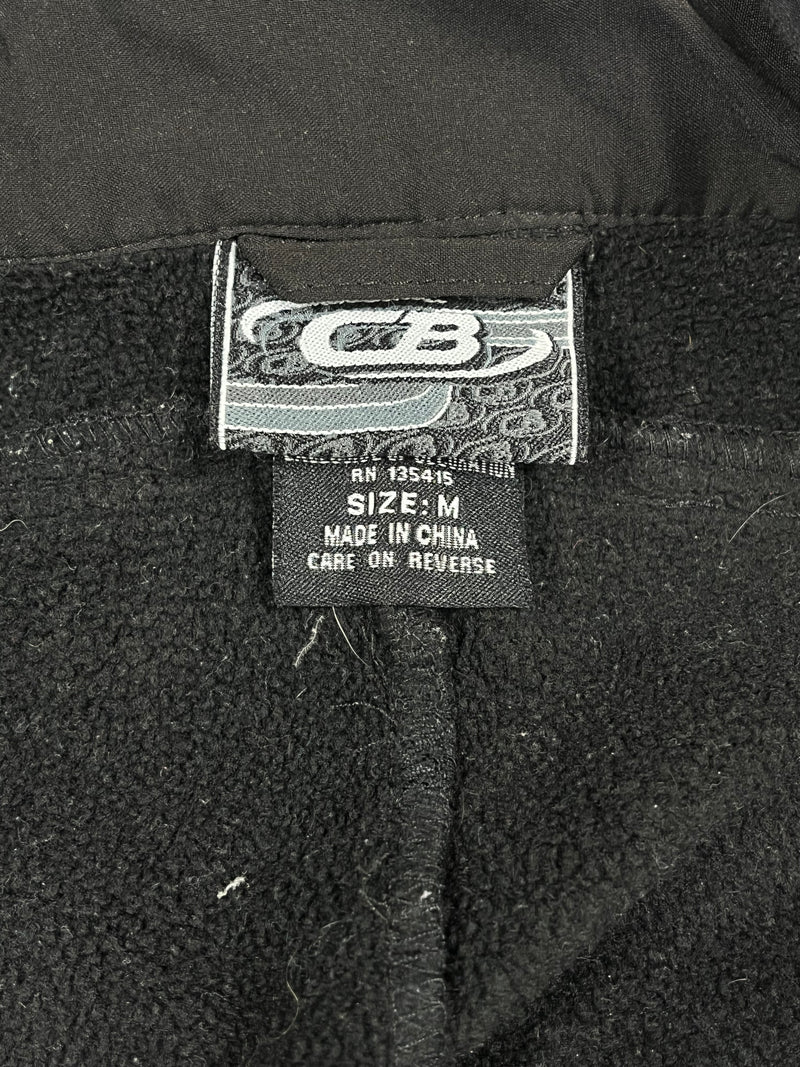 CB
RN 135415
SIZE: M
MADE IN CHINA
CARE ON REVERSE